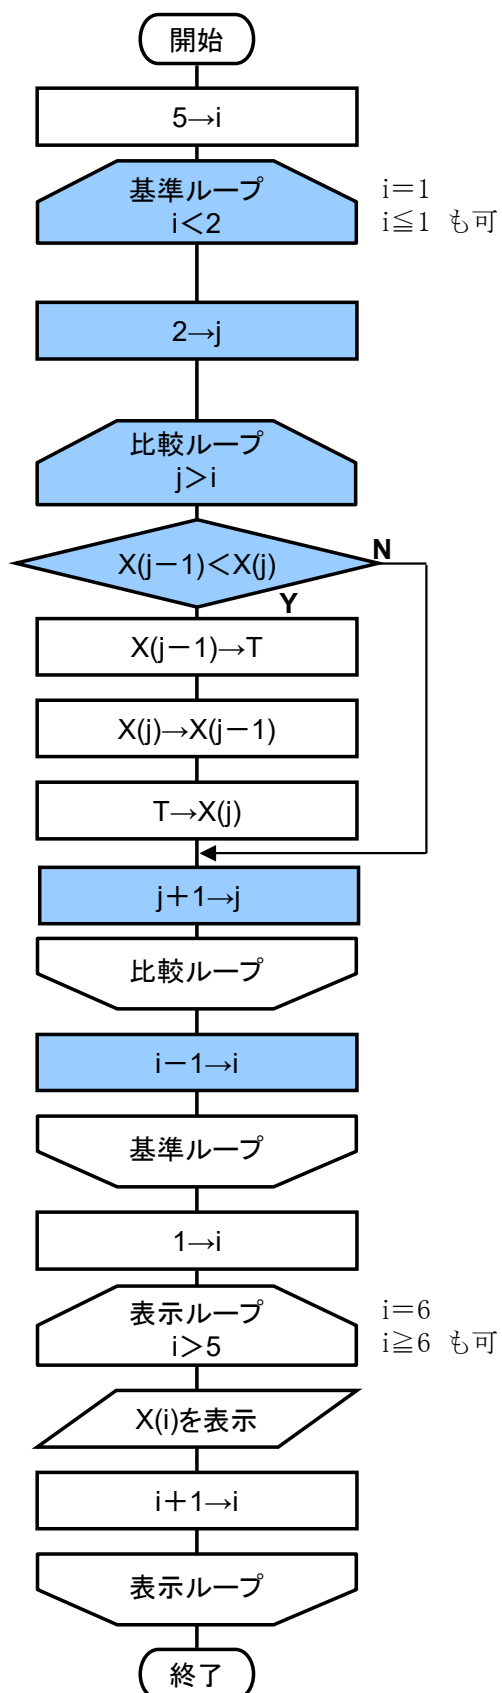 開始
5→i
基準ループ
i＜2
i＝1
i≦1 も可
2→j
比較ループ
j＞i
X(j－1)＜X(j)
N
Y
X(j－1)→T
X(j)→X(j－1)
T→X(j)
j＋1→j
比較ループ
i－1→i
基準ループ
1→i
表示ループ
i＞5
i＝6
i≧6 も可
X(i)を表示
i＋1→i
表示ループ
終了